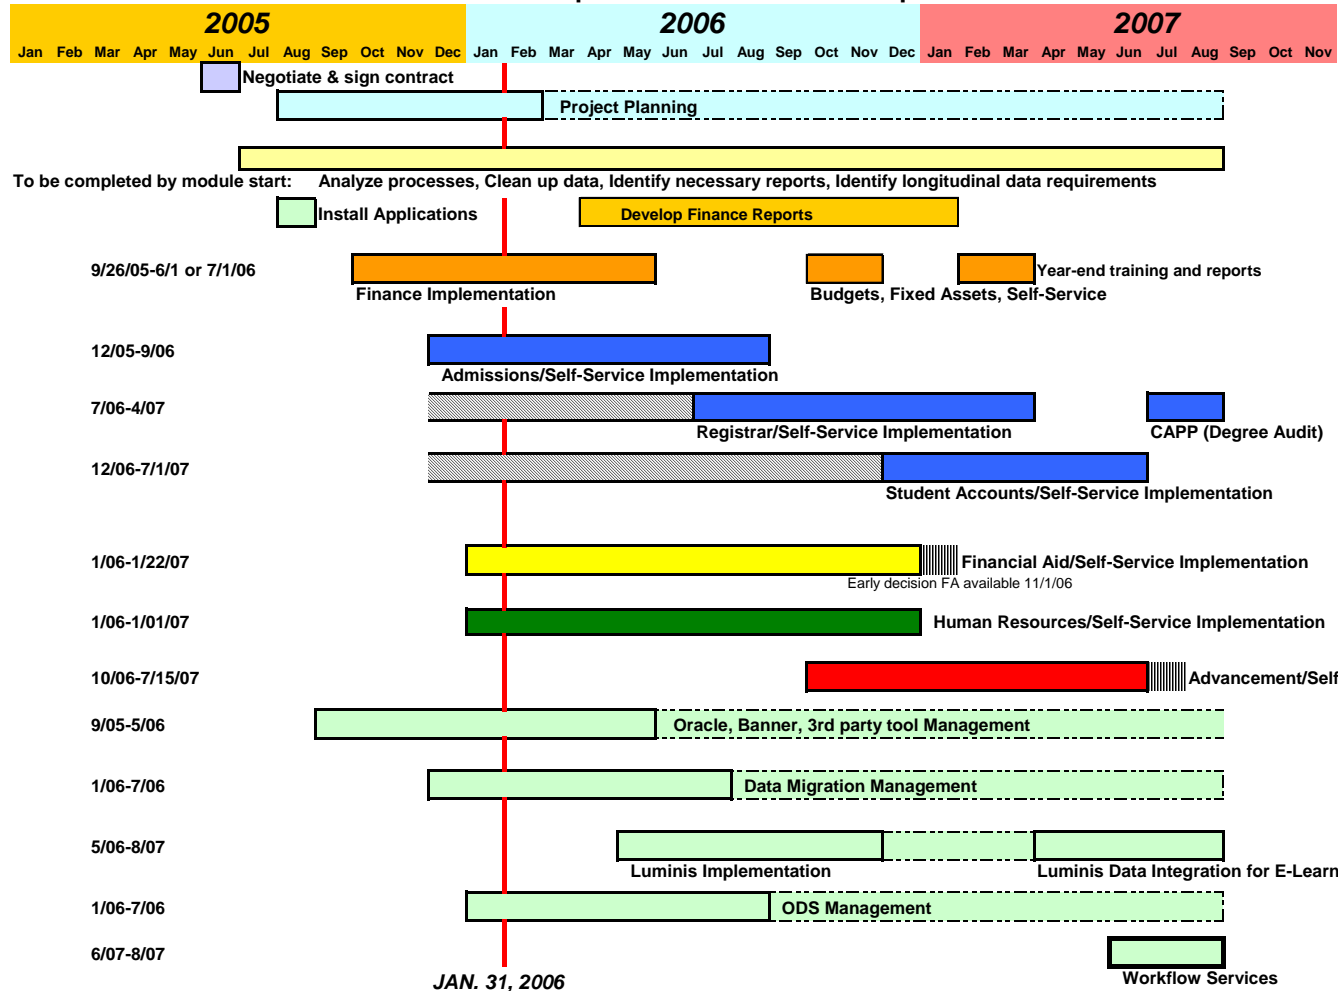 2005 2006 2007
Jan Feb Mar Apr May Jun Jul Aug Sep Oct Nov Dec Jan Feb Mar Apr May Jun Jul Aug Sep Oct Nov Dec Jan Feb Mar Apr May Jun Jul Aug Sep Oct Nov
Negotiate & sign contract
Project Planning
To be completed by module start: Analyze processes, Clean up data, Identify necessary reports, Identify longitudinal data requirements
Install Applications Develop Finance Reports
9/26/05-6/1 or 7/1/06 Year-end training and reports
Finance Implementation Budgets, Fixed Assets, Self-Service
12/05-9/06
Admissions/Self-Service Implementation
7/06-4/07
Registrar/Self-Service Implementation CAPP (Degree Audit)
12/06-7/1/07
Student Accounts/Self-Service Implementation
1/06-1/22/07 Financial Aid/Self-Service Implementation
Early decision FA available 11/1/06
1/06-1/01/07 Human Resources/Self-Service Implementation
10/06-7/15/07 Advancement/Self
9/05-5/06 Oracle, Banner, 3rd party tool Management
1/06-7/06 Data Migration Management
5/06-8/07
Luminis Implementation Luminis Data Integration for E-Learn
1/06-7/06 ODS Management
6/07-8/07
Workflow Services
JAN. 31, 2006